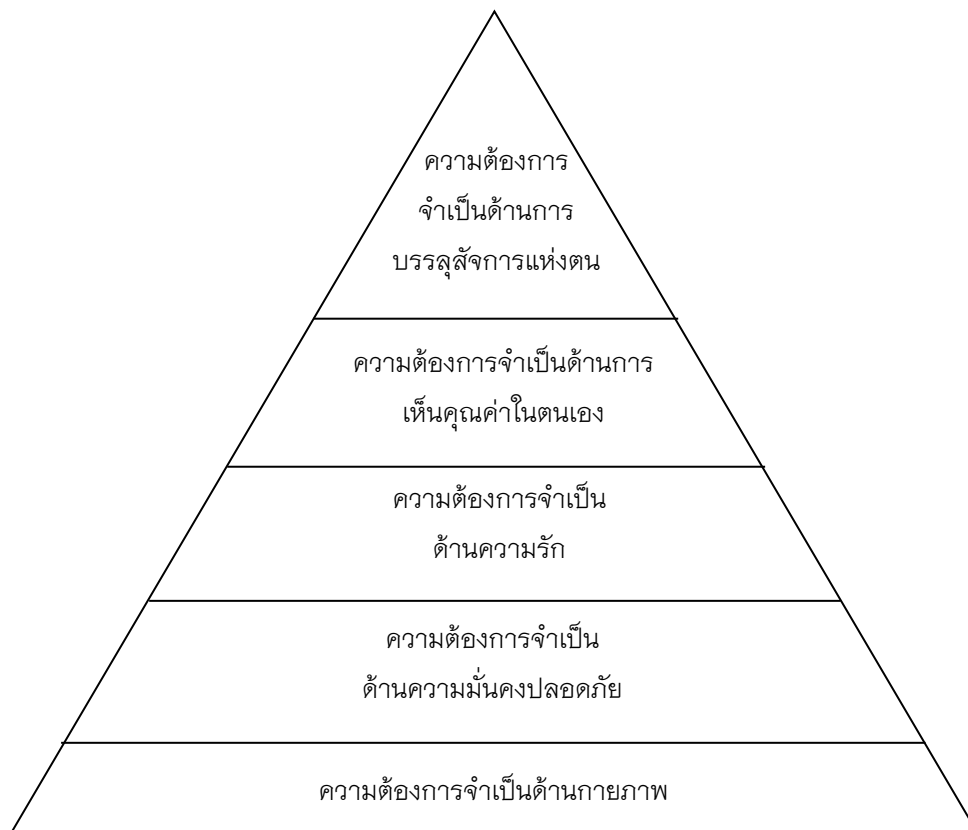 ความต้องการ
จำเป็นด้านการ
บรรลุสัจการแห่งตน
ความต้องการจำเป็นด้านการ
เห็นคุณค่าในตนเอง
ความต้องการจำเป็น
ด้านความรัก
ความต้องการจำเป็น
ด้านความมั่นคงปลอดภัย
ความต้องการจำเป็นด้านกายภาพ